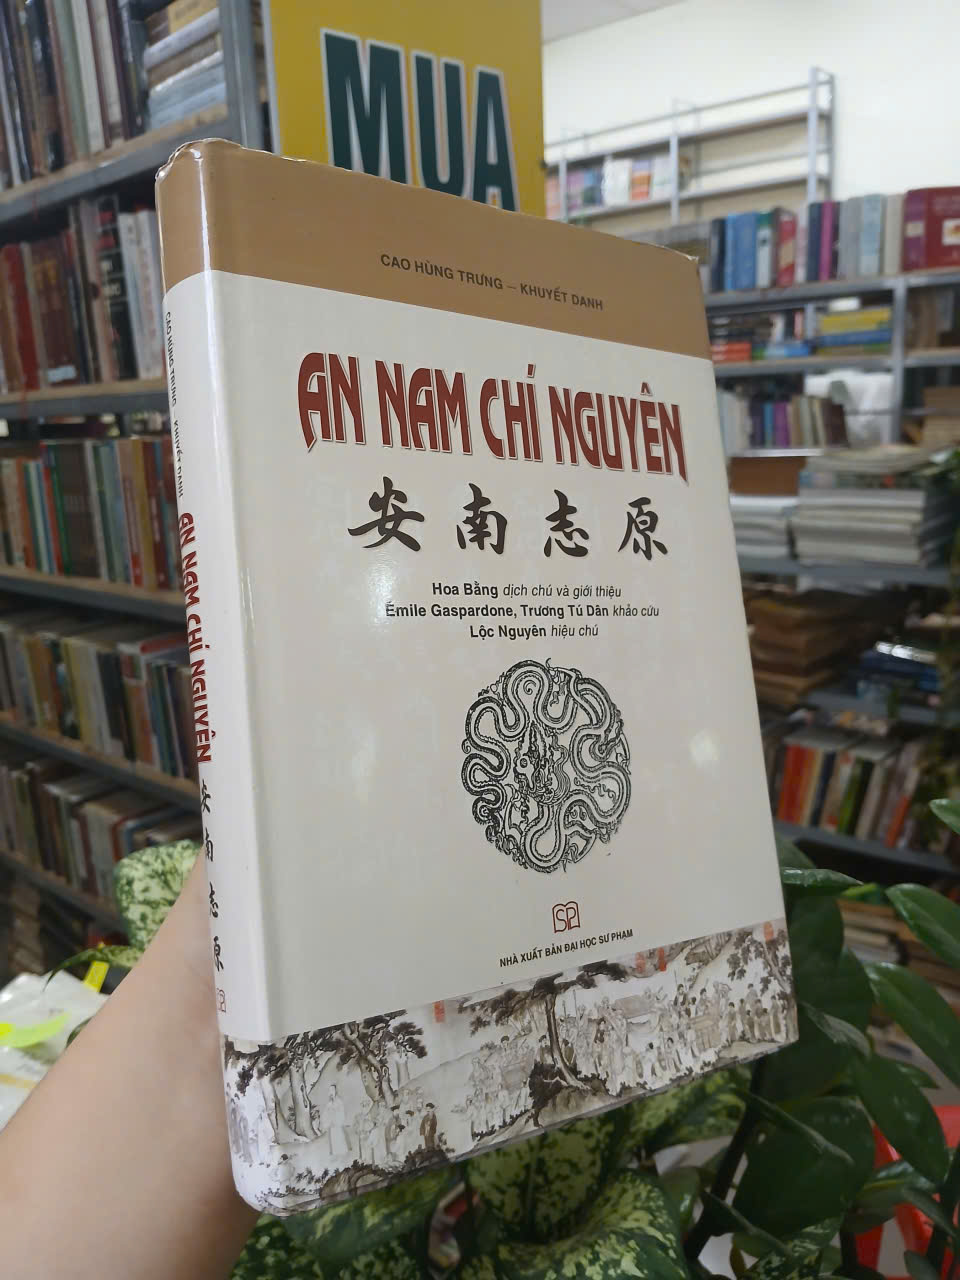 MUA
CAO HÙNG TRƯNG – KHUYẾT DANH
AN NAM CHÍ NGUYÊN
安南志原
Hoa Bằng dịch chú và giới thiệu
Émile Gaspardone, Trương Tú Dân khảo cứu
Lộc Nguyên hiệu chú
NHÀ XUẤT BẢN ĐẠI HỌC SƯ PHẠM
CAO HÙNG TRƯNG – KHUYẾT DANH
AN NAM CHÍ NGUYÊN
安南志原